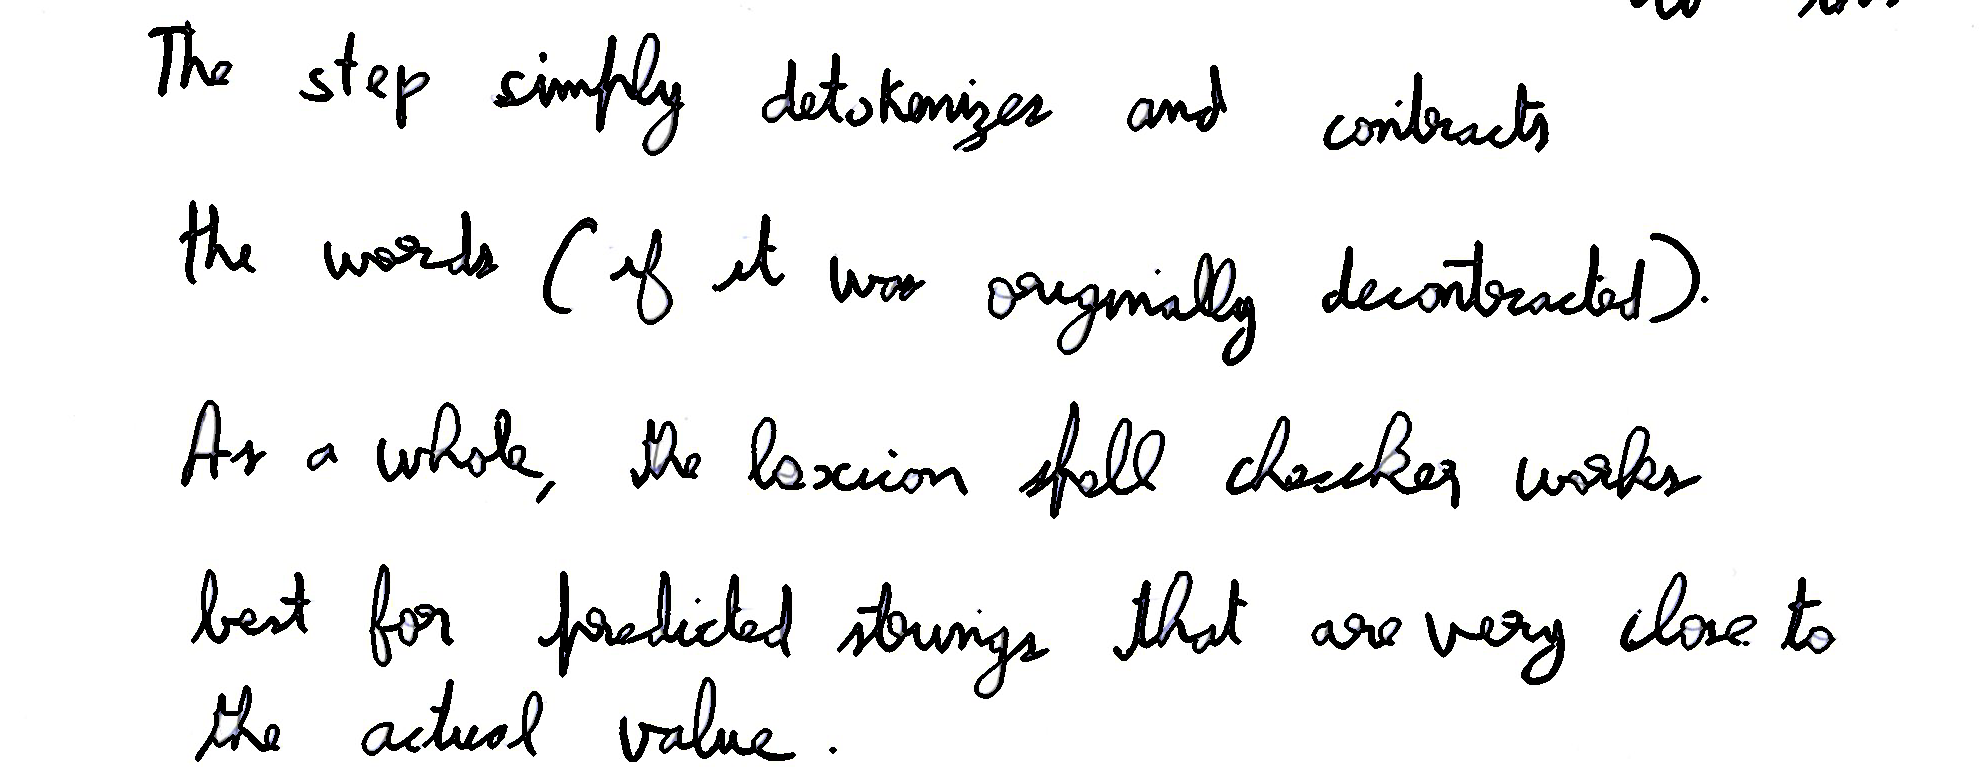 The step simply detokenizes and contracts
the words (if it was originally decontracted).
As a whole, the lexicon spell checker works
best for predicted strings that are very close to
the actual value.